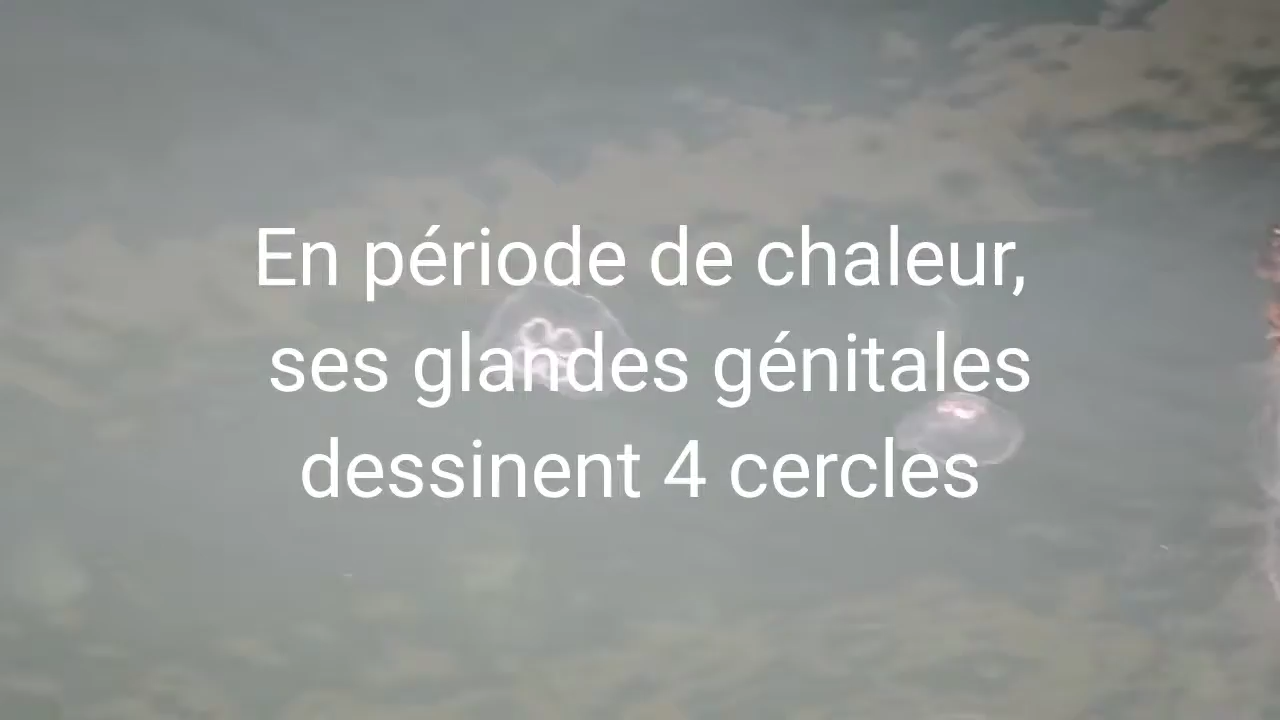 En période de chaleur,
ses glandes génitales
dessinent 4 cercles